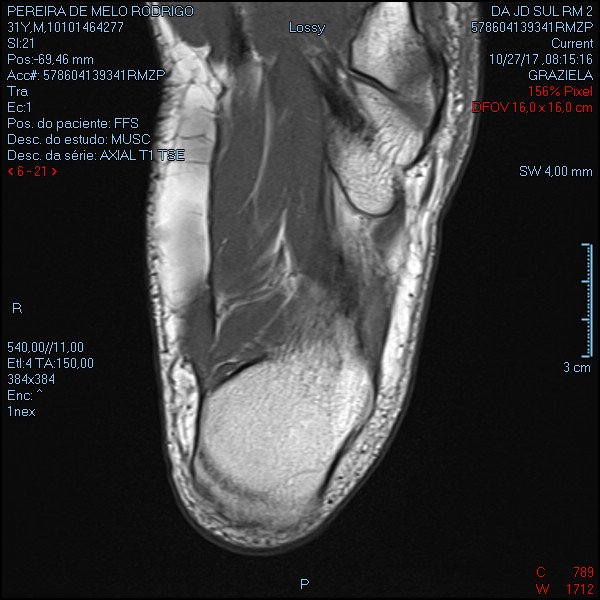 PEREIRA DE MELO RODRIGO
31Y,M,10101464277
Sl:21
Pos:-69,46 mm
Acc#: 578604139341RMZP
Tra
Ec:1
Pos. do paciente: FFS
Desc. do estudo: MUSC
Desc. da série: AXIAL T1 TSE
< 6 - 21 >
Lossy
DA JD SUL RM 2
578604139341RMZP
Current
10/27/17 ,08:15:16
GRAZIELA
156% Pixel
DFOV 16,0 x 16,0 cm
SW 4,00 mm
R
540,00//11,00
Etl:4 TA:150,00
384x384
Enc: ^
1nex
3 cm
P
C 789
W 1712